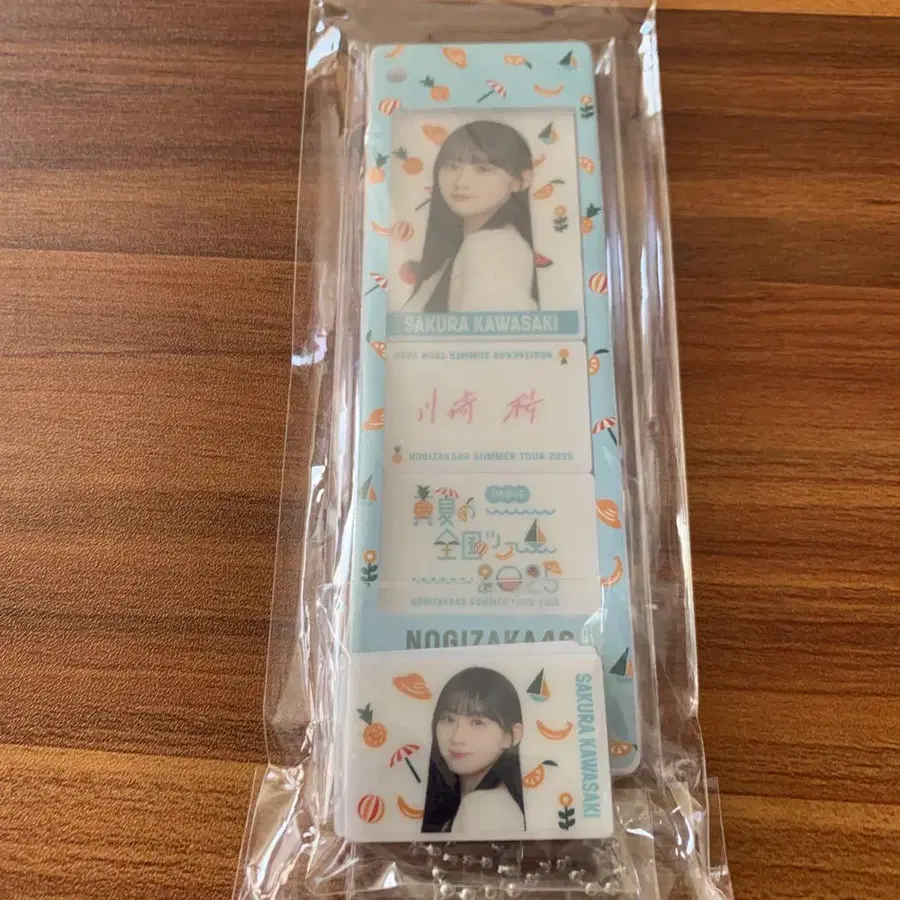 SAKURA KAWASAKI
NOGIZAKA46 SUMMER TOUR 2025
川﨑 桜
NOGIZAKA46 SUMMER TOUR 2025
真夏の
全国ツアー
2025
NOGIZAKA46 SUMMER TOUR 2025
NOGIZAKA46
SAKURA KAWASAKI